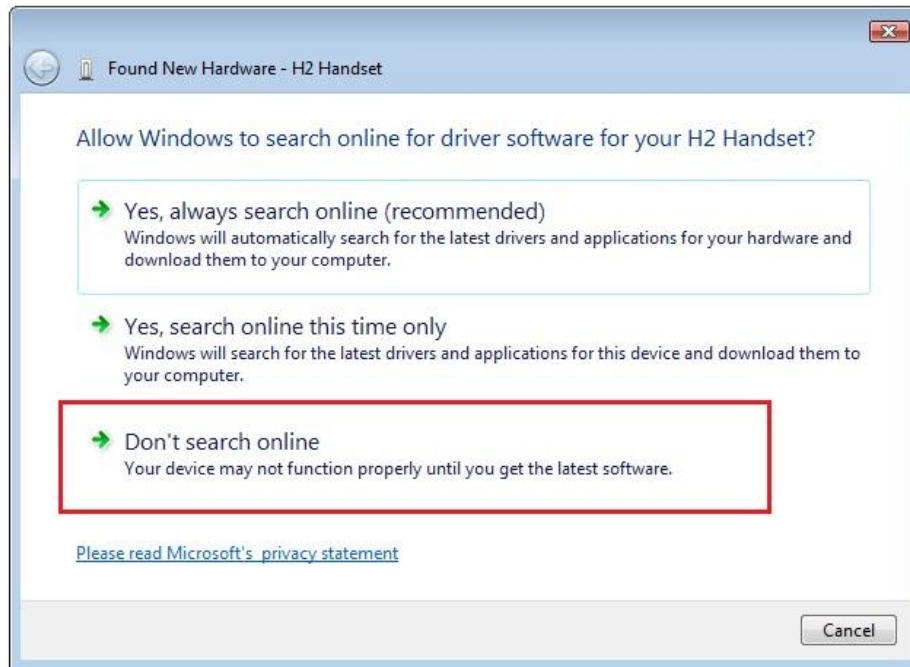 Found New Hardware - H2 Handset
Allow Windows to search online for driver software for your H2 Handset?
Yes, always search online (recommended)
Windows will automatically search for the latest drivers and applications for your hardware and
download them to your computer.
Yes, search online this time only
Windows will search for the latest drivers and applications for this device and download them to
your computer.
Don't search online
Your device may not function properly until you get the latest software.
Please read Microsoft's privacy statement
Cancel